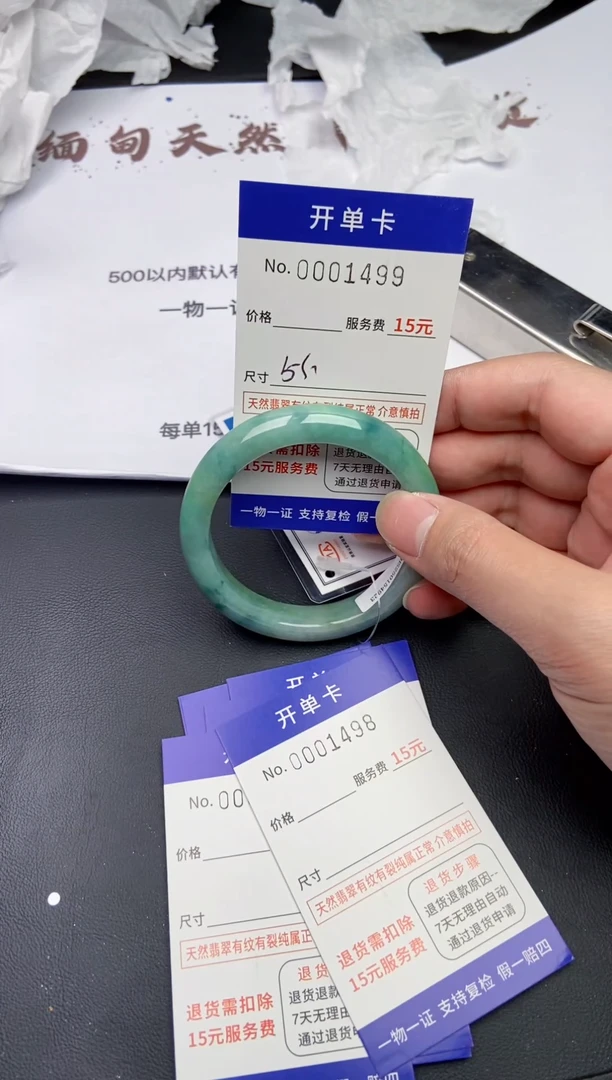 缅甸天然
500以内默认有
一物一证
每单15
开单卡
No. 0001499
价格 服务费 15元
尺寸
天然翡翠有纹有裂纯属正常 介意慎拍
退货需扣除
15元服务费
退货退
7天无理由
通过退货申请
一物一证 支持复检 假一
开单卡
No. 0001498
价格 服务费 15元
尺寸
天然翡翠有纹有裂纯属正常 介意慎拍
退货需扣除
15元服务费
退货步骤
退货退款原因--
7天无理由自动
通过退货申请
一物一证 支持复检 假一赔四
No. 00
价格
尺寸
天然翡翠有纹有裂纯属正
退货需扣除
15元服务费
退货
退货退款
7天无理
通过退货